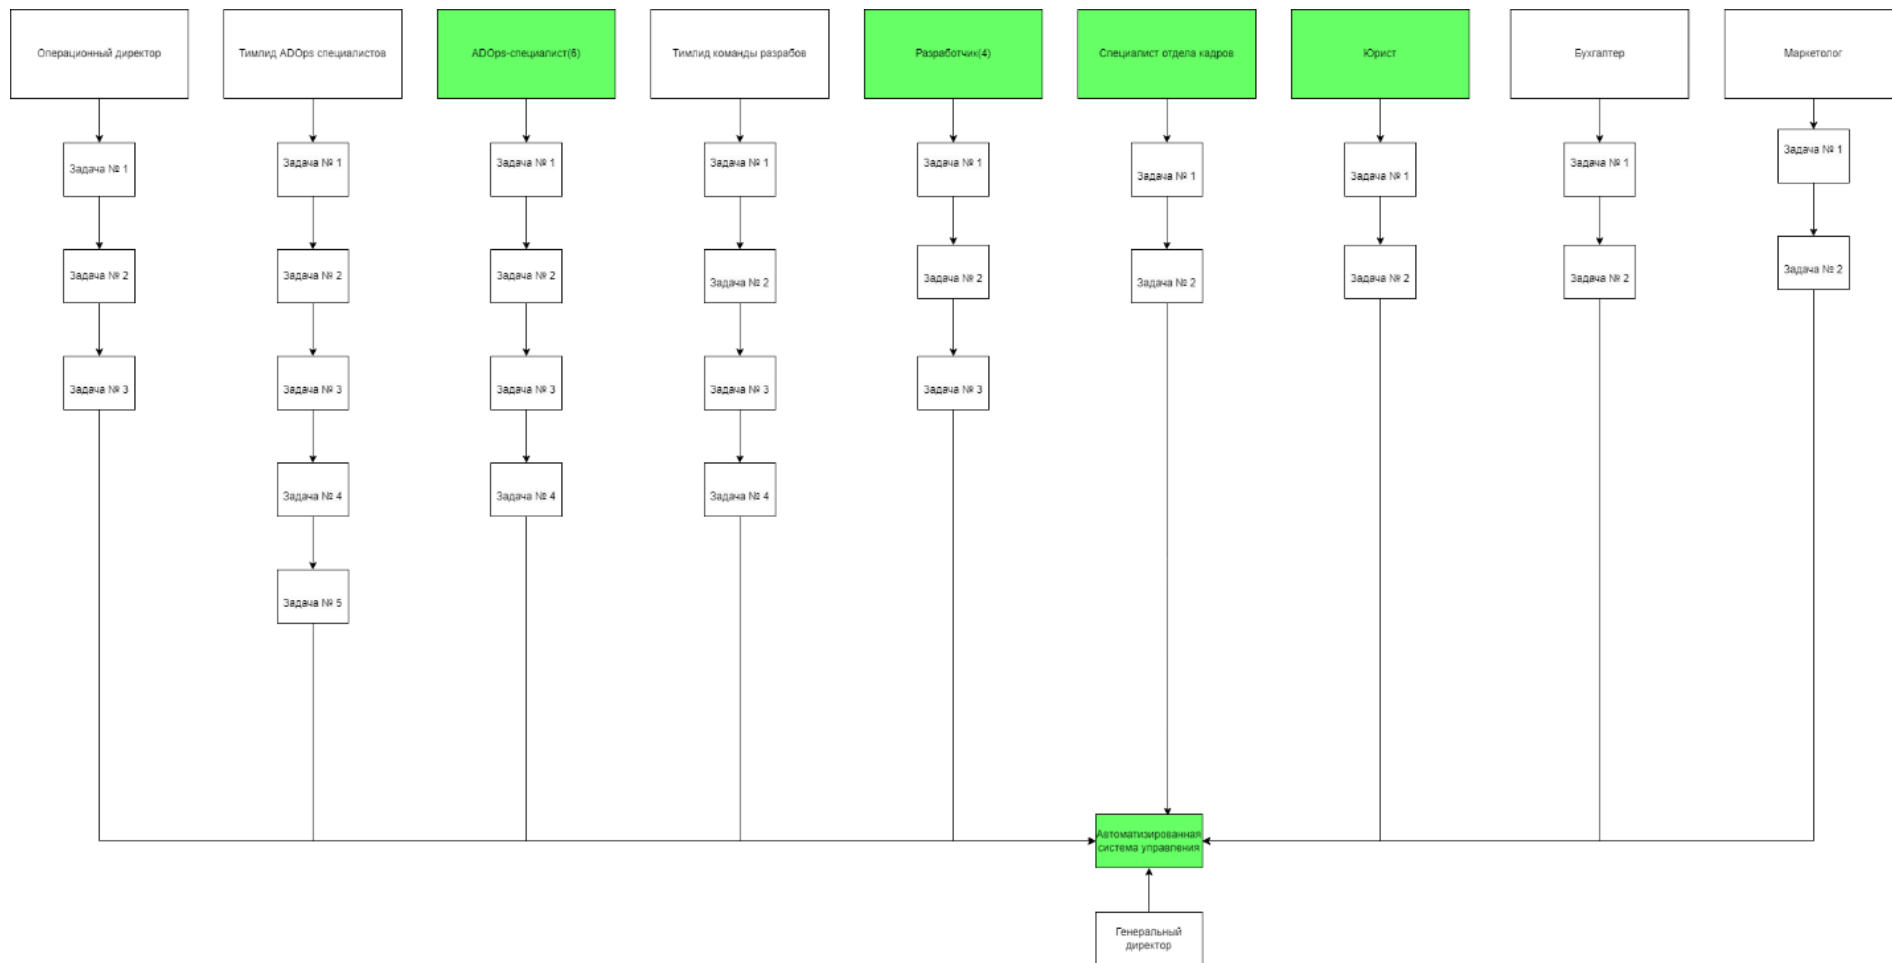 Операционный директор
Тимлид ADOps специалистов
ADOps-специалист(6)
Тимлид команды разрабов
Разработчик(4)
Специалист отдела кадров
Юрист
Бухгалтер
Маркетолог
Задача № 1
Задача № 1
Задача № 1
Задача № 1
Задача № 1
Задача № 1
Задача № 1
Задача № 1
Задача № 1
Задача № 2
Задача № 2
Задача № 2
Задача № 2
Задача № 2
Задача № 2
Задача № 2
Задача № 2
Задача № 2
Задача № 3
Задача № 3
Задача № 3
Задача № 3
Задача № 3
Задача № 4
Задача № 4
Задача № 4
Задача № 5
Автоматизированная
система управления
Генеральный
директор